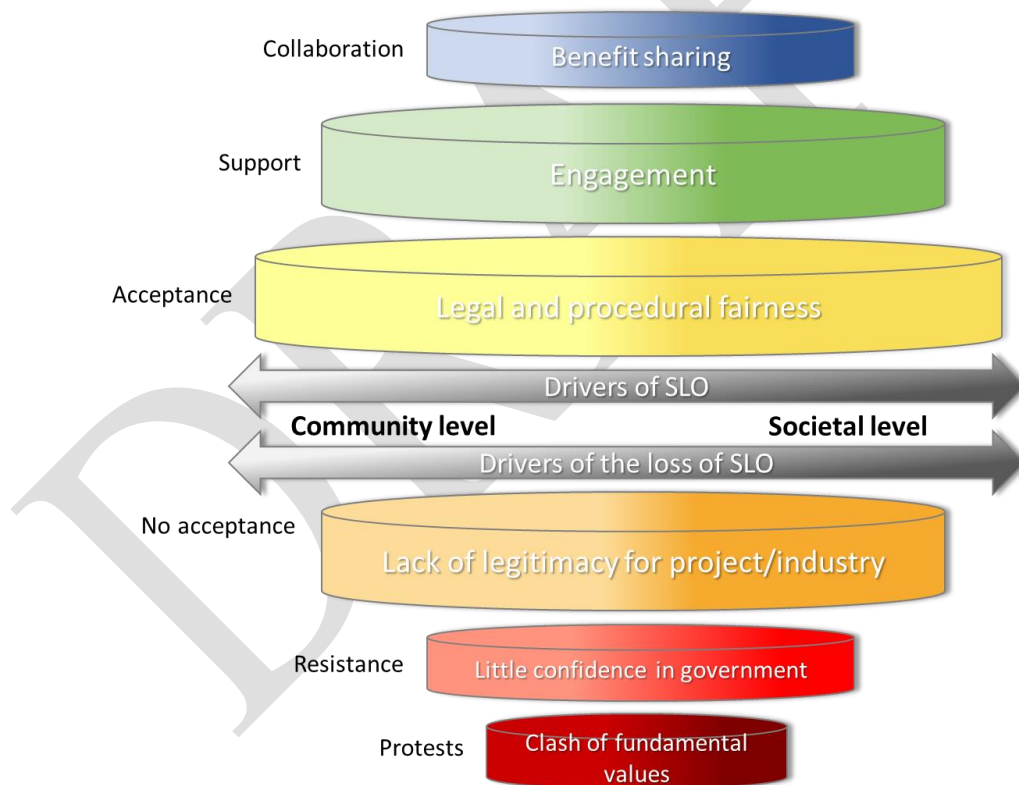 Collaboration
Benefit sharing
Support
Engagement
Acceptance
Legal and procedural fairness
Drivers of SLO
Community level
Societal level
Drivers of the loss of SLO
No acceptance
Lack of legitimacy for project/industry
Resistance
Little confidence in government
Protests
Clash of fundamental
values